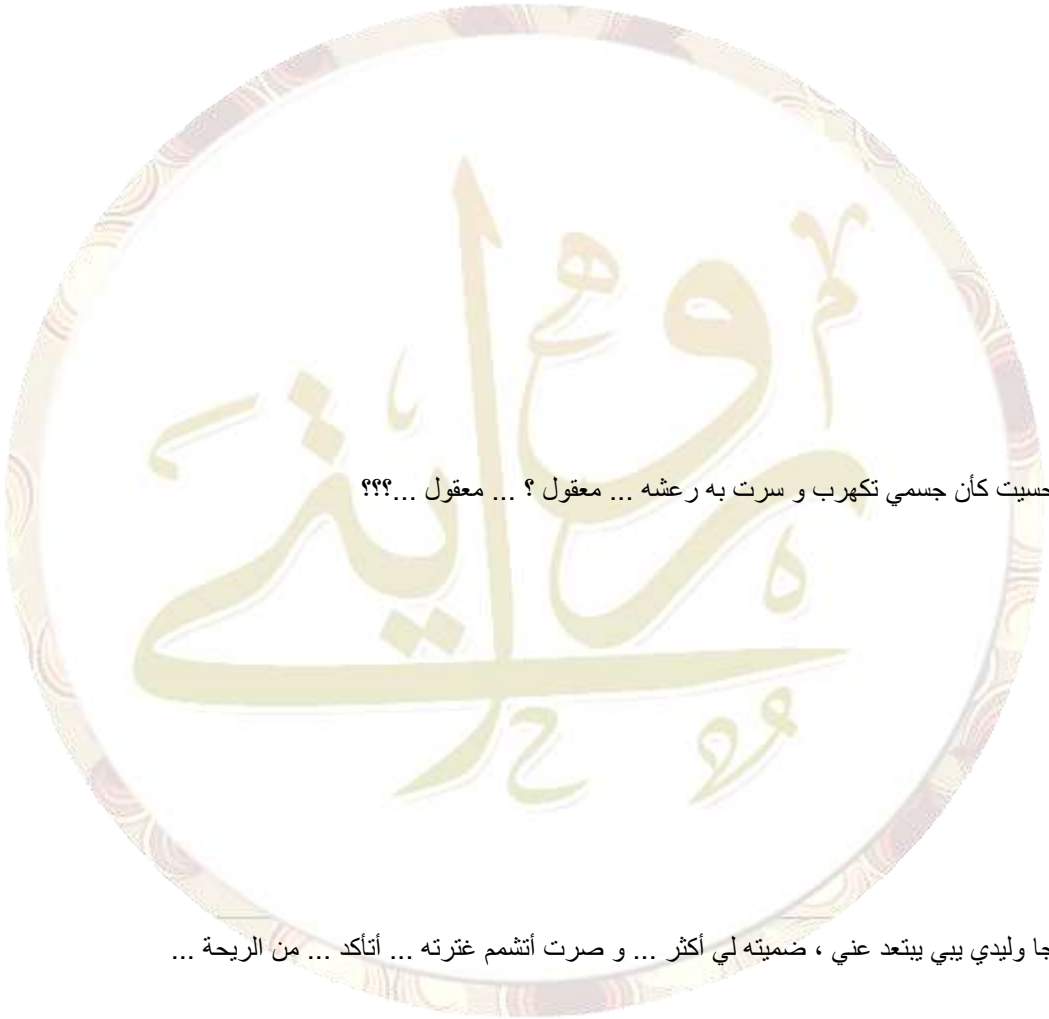 حسيت كأن جسمي تكهرب و سرت به رعشه ... معقول ؟ ... معقول ...؟؟؟
جا وليدي يبي يبتعد عني ، ضميته لي أكثر ... و صرت أتشمم غترته ... أتأكد ... من الريحة ...
روايتي